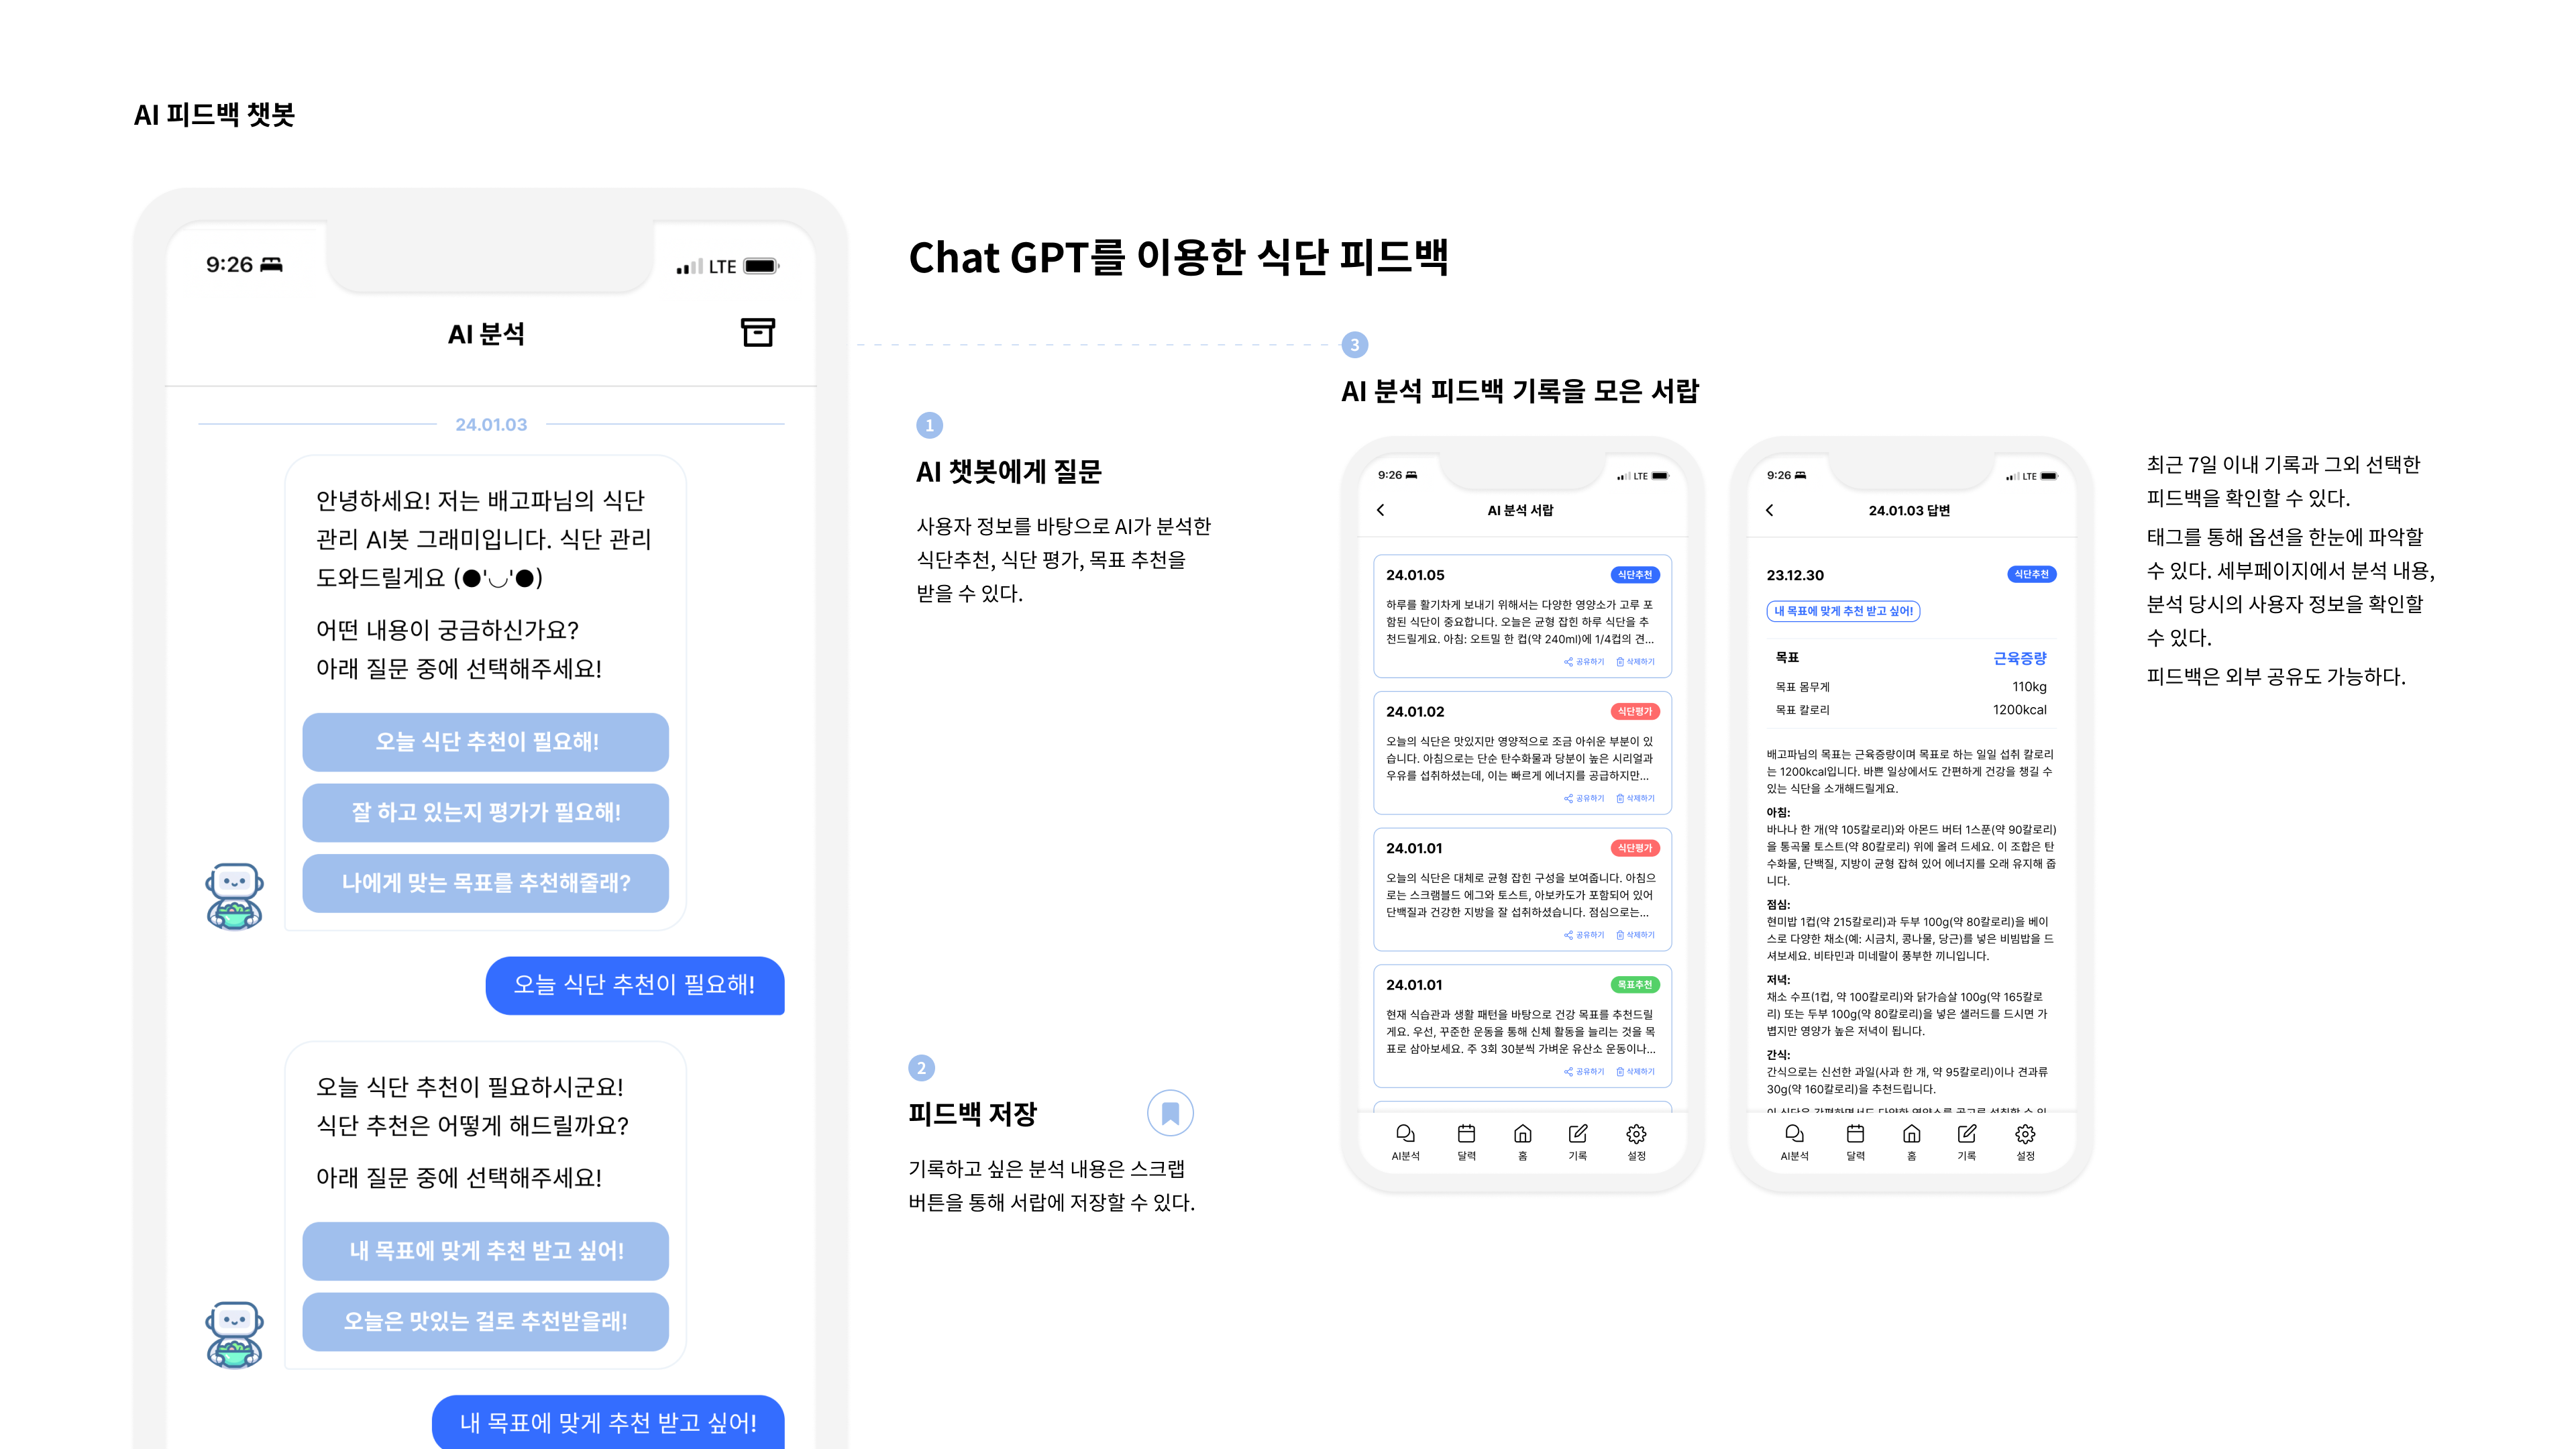 AI 피드백 챗봇
9:26
LTE
AI 분석
24.01.03
안녕하세요! 저는 배고파님의 식단
관리 AI봇 그래미입니다. 식단 관리
도와드릴게요 (●'◡'●)
어떤 내용이 궁금하신가요?
아래 질문 중에 선택해주세요!
오늘 식단 추천이 필요해!
잘 하고 있는지 평가가 필요해!
나에게 맞는 목표를 추천해줄래?
오늘 식단 추천이 필요해!
오늘 식단 추천이 필요하시군요!
식단 추천은 어떻게 해드릴까요?
아래 질문 중에 선택해주세요!
내 목표에 맞게 추천 받고 싶어!
오늘은 맛있는 걸로 추천받을래!
내 목표에 맞게 추천 받고 싶어!
Chat GPT를 이용한 식단 피드백
1
AI 챗봇에게 질문
사용자 정보를 바탕으로 AI가 분석한
식단추천, 식단 평가, 목표 추천을
받을 수 있다.
2
피드백 저장
기록하고 싶은 분석 내용은 스크랩
버튼을 통해 서랍에 저장할 수 있다.
3
AI 분석 피드백 기록을 모은 서랍
9:26
LTE
AI 분석 서랍
24.01.05
식단추천
하루를 활기차게 보내기 위해서는 다양한 영양소가 고루 포
함된 식단이 중요합니다. 오늘은 균형 잡힌 하루 식단을 추
천드릴게요. 아침: 오트밀 한 컵(약 240ml)에 1/4컵의 견...
공유하기 삭제하기
24.01.02
식단평가
오늘의 식단은 맛있지만 영양적으로 조금 아쉬운 부분이 있
습니다. 아침으로는 단순 탄수화물과 당분이 높은 시리얼과
우유를 섭취하셨는데, 이는 빠르게 에너지를 공급하지만...
공유하기 삭제하기
24.01.01
식단평가
오늘의 식단은 대체로 균형 잡힌 구성을 보여줍니다. 아침으
로는 스크램블드 에그와 토스트, 아보카도가 포함되어 있어
단백질과 건강한 지방을 잘 섭취하셨습니다. 점심으로는...
공유하기 삭제하기
24.01.01
목표추천
현재 식습관과 생활 패턴을 바탕으로 건강 목표를 추천드릴
게요. 우선, 꾸준한 운동을 통해 신체 활동을 늘리는 것을 목
표로 삼아보세요. 주 3회 30분씩 가벼운 유산소 운동이나...
공유하기 삭제하기
AI분석 달력 홈 기록 설정
9:26
LTE
24.01.03 답변
23.12.30
식단추천
내 목표에 맞게 추천 받고 싶어!
목표 근육증량
목표 몸무게 110kg
목표 칼로리 1200kcal
배고파님의 목표는 근육증량이며 목표로 하는 일일 섭취 칼로리
는 1200kcal입니다. 바쁜 일상에서도 간편하게 건강을 챙길 수
있는 식단을 소개해드릴게요.
아침:
바나나 한 개(약 105칼로리)와 아몬드 버터 1스푼(약 90칼로리)
을 통곡물 토스트(약 80칼로리) 위에 올려 드세요. 이 조합은 탄
수화물, 단백질, 지방이 균형 잡혀 있어 에너지를 오래 유지해 줍
니다.
점심:
현미밥 1컵(약 215칼로리)과 두부 100g(약 80칼로리)을 베이
스로 다양한 채소(예: 시금치, 콩나물, 당근)를 넣은 비빔밥을 드
셔보세요. 비타민과 미네랄이 풍부한 끼니입니다.
저녁:
채소 수프(1컵, 약 100칼로리)와 닭가슴살 100g(약 165칼로
리) 또는 두부 100g(약 80칼로리)을 넣은 샐러드를 드시면 가
볍지만 영양가 높은 저녁이 됩니다.
간식:
간식으로는 신선한 과일(사과 한 개, 약 95칼로리)이나 견과류
30g(약 160칼로리)을 추천드립니다.
이 식단은 간편하면서도 다양한 영양소를 골고루 섭취할 수 있
AI분석 달력 홈 기록 설정
최근 7일 이내 기록과 그외 선택한
피드백을 확인할 수 있다.
태그를 통해 옵션을 한눈에 파악할
수 있다. 세부페이지에서 분석 내용,
분석 당시의 사용자 정보를 확인할
수 있다.
피드백은 외부 공유도 가능하다.